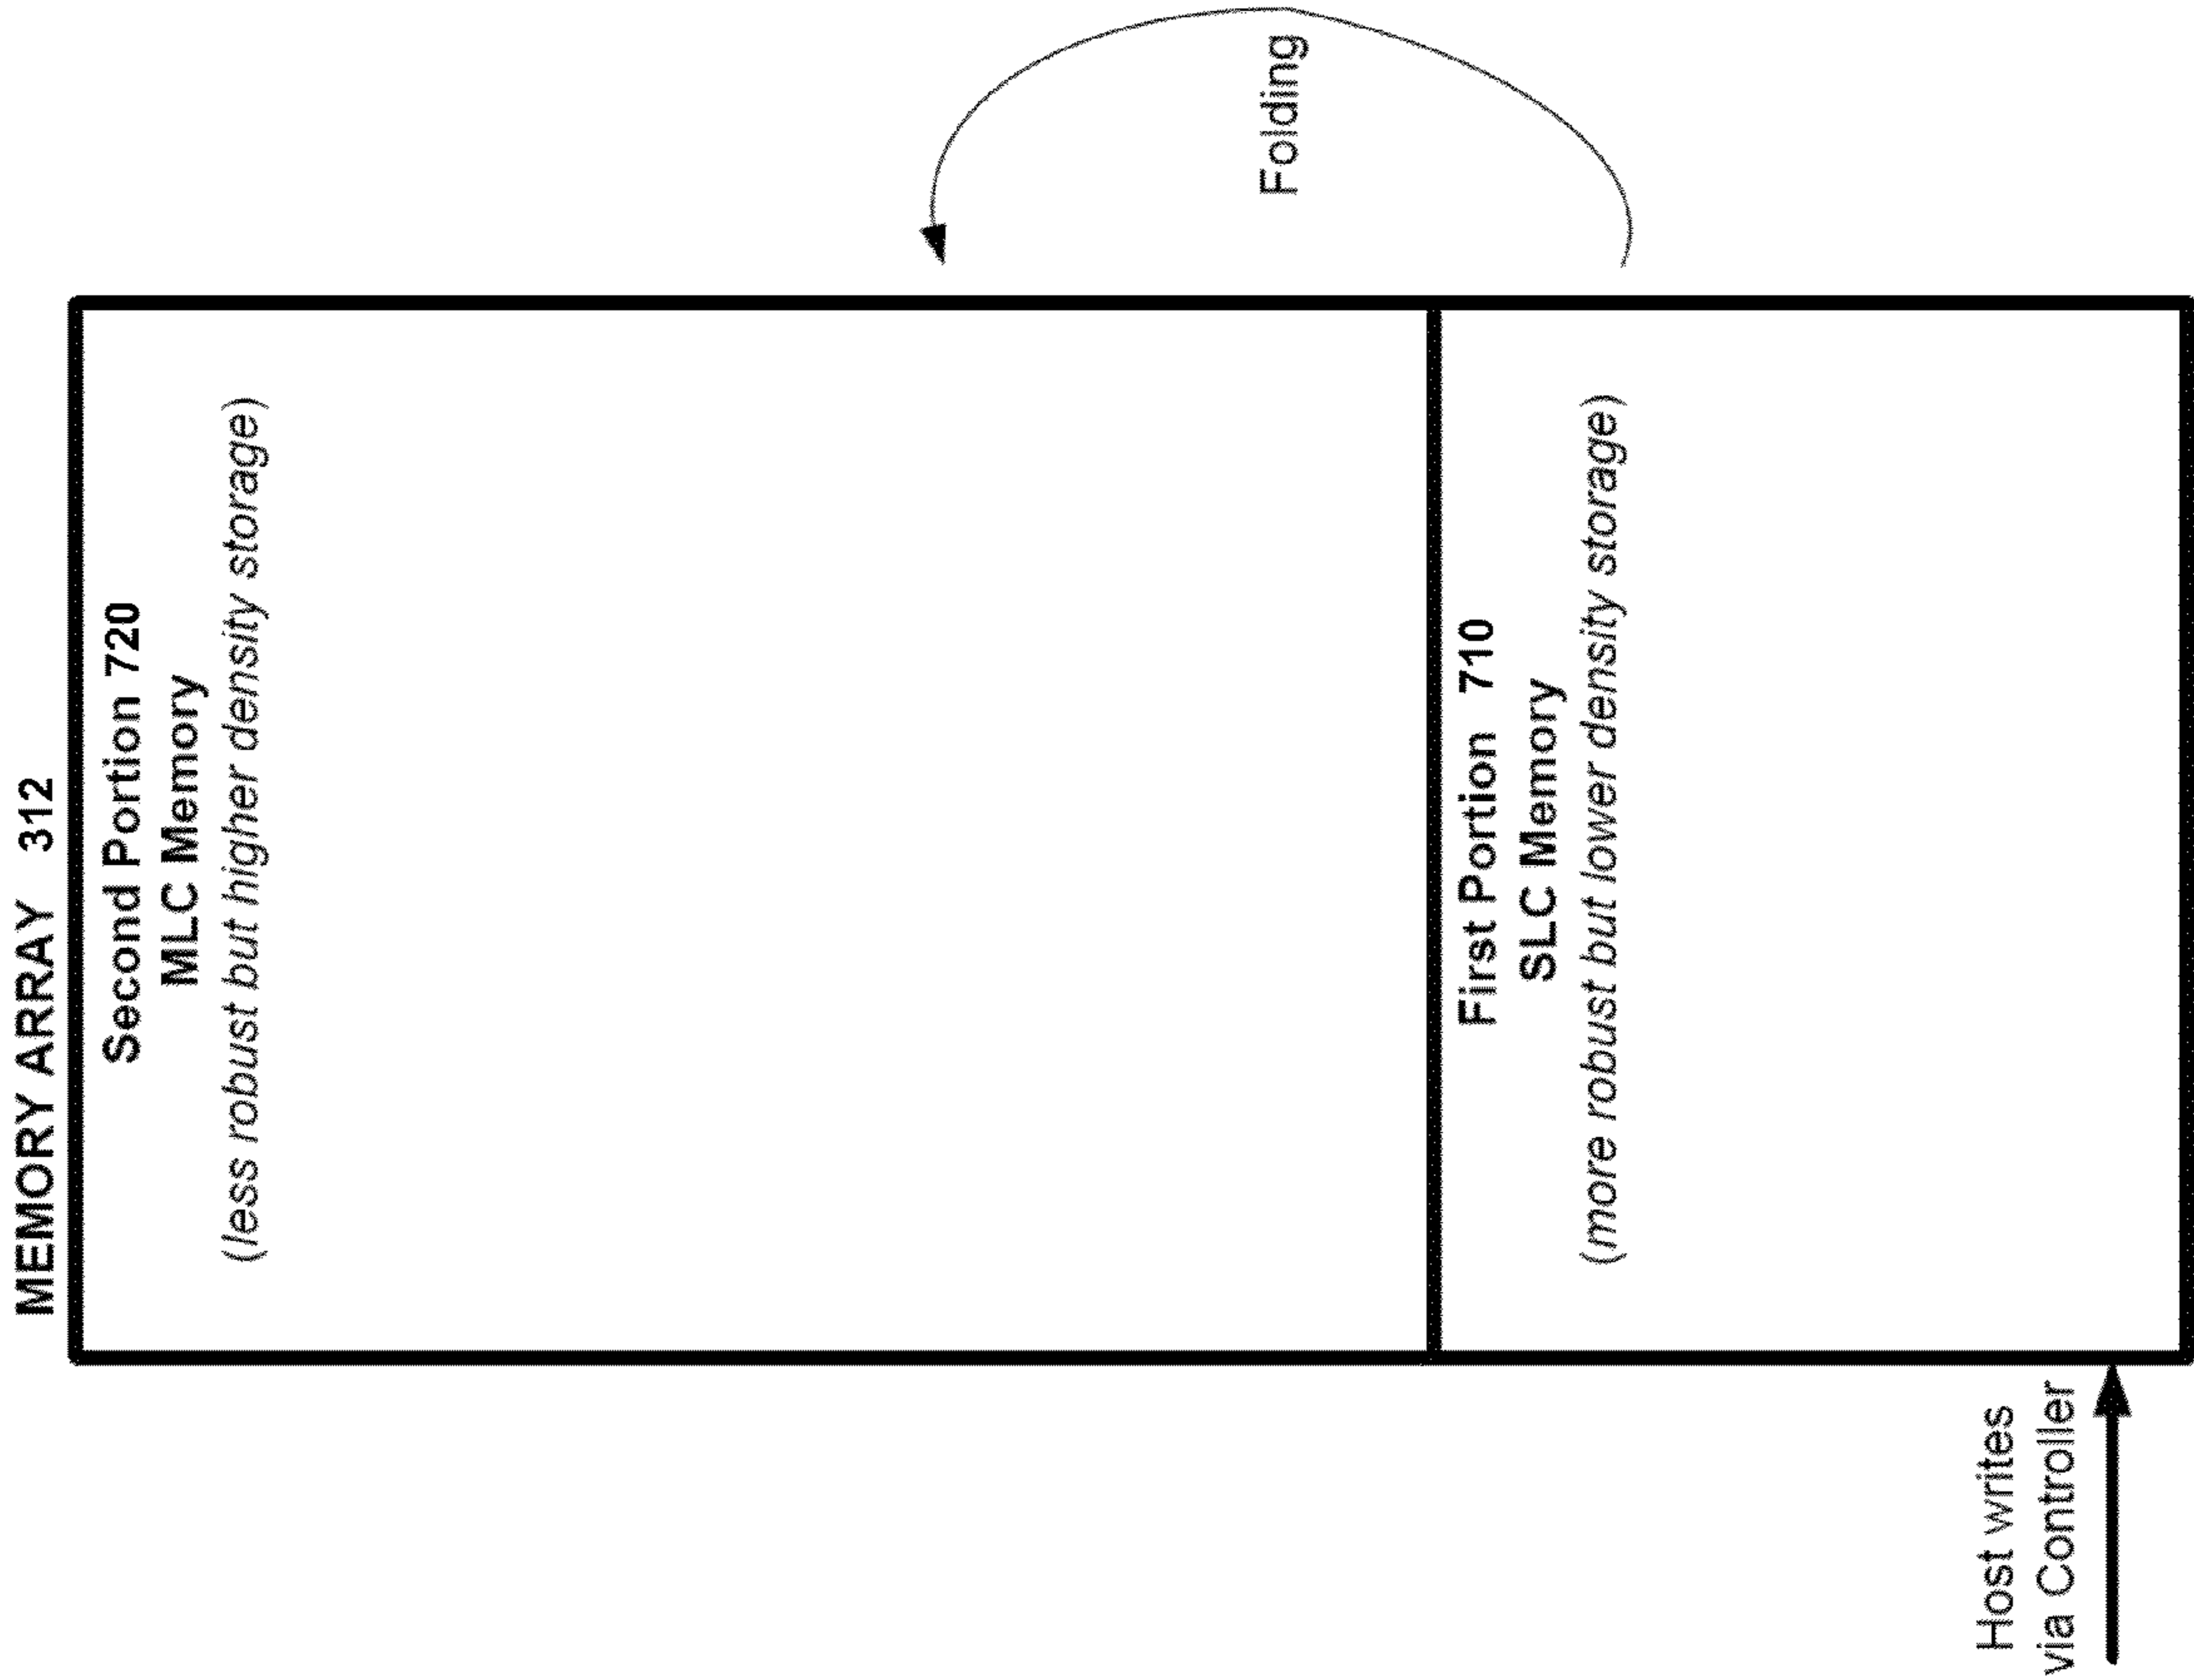 MEMORY ARRAY 312
Second Portion 720
MLC Memory
(less robust but higher density storage)
Folding
First Portion 710
SLC Memory
(more robust but lower density storage)
Host writes
via Controller